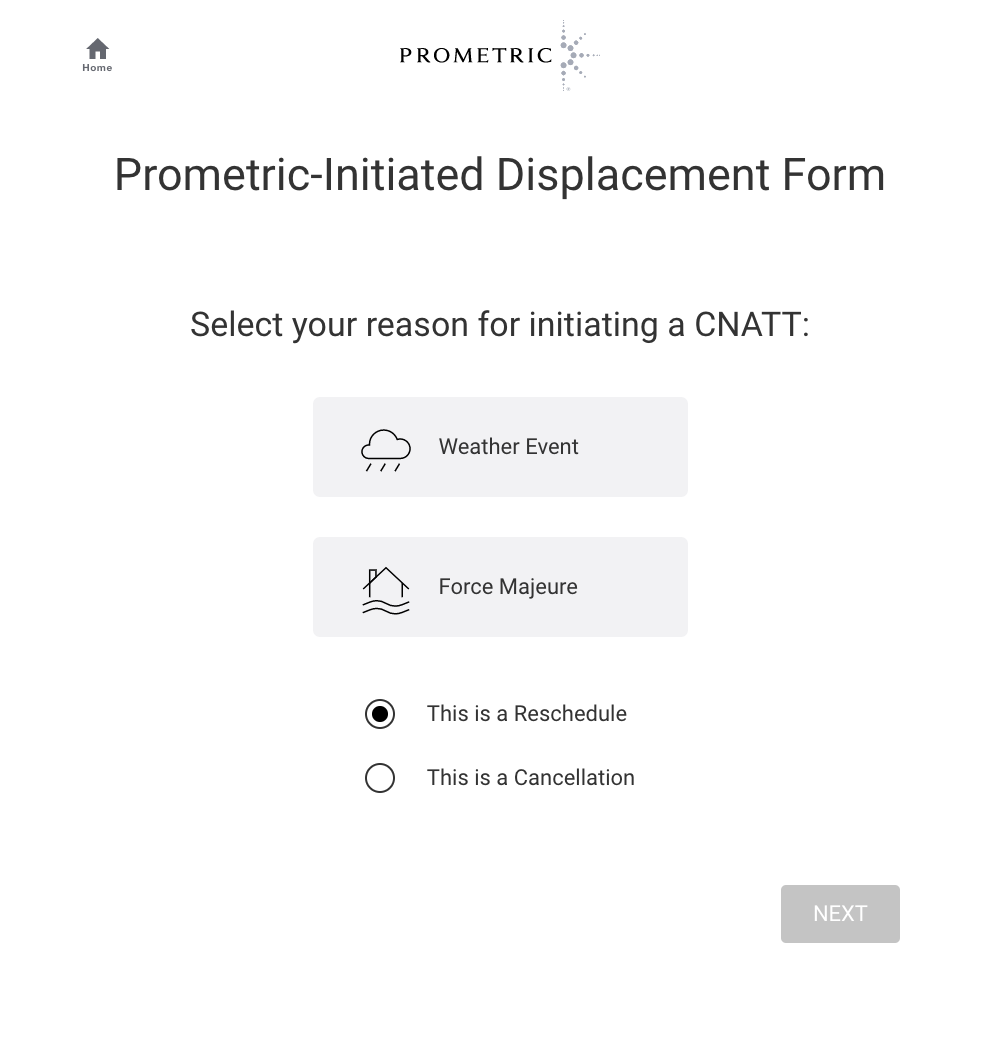 Home
PROMETRIC
Prometric-Initiated Displacement Form
Select your reason for initiating a CNATT:
Weather Event
Force Majeure
This is a Reschedule
This is a Cancellation
NEXT